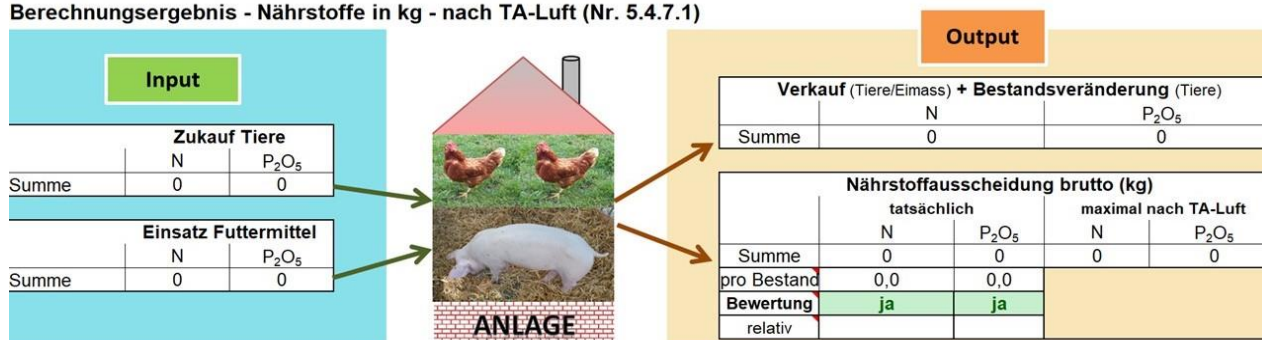 Berechnungsergebnis - Nährstoffe in kg - nach TA-Luft (Nr. 5.4.7.1)
Input
Zukauf Tiere
N P₂O₅
Summe 0 0
Einsatz Futtermittel
N P₂O₅
Summe 0 0
ANLAGE
Output
Verkauf (Tiere/Eimass) + Bestandsveränderung (Tiere)
N P₂O₅
Summe 0 0
Nährstoffausscheidung brutto (kg)
tatsächlich maximal nach TA-Luft
N P₂O₅ N P₂O₅
Summe 0 0 0 0
pro Bestand 0,0 0,0
Bewertung ja ja
relativ